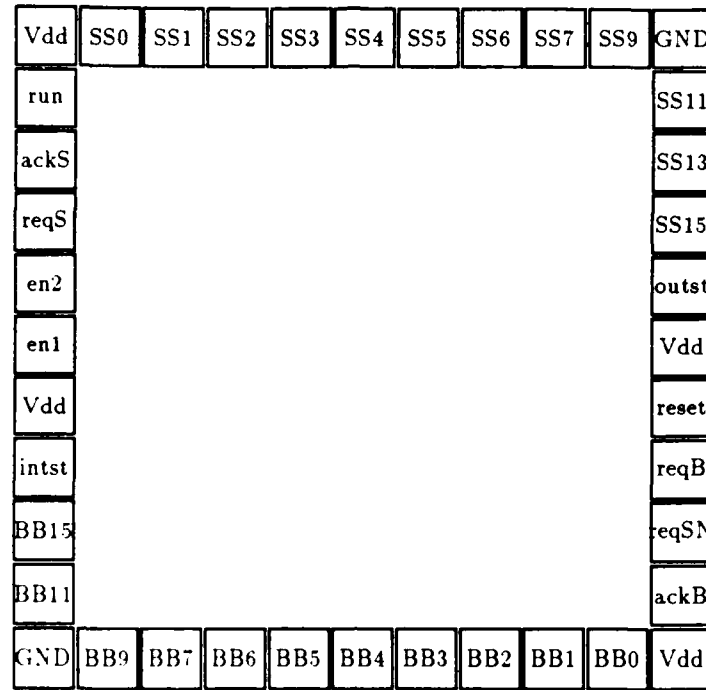 Vdd SS0 SS1 SS2 SS3 SS4 SS5 SS6 SS7 SS9 GND
run SS11
ackS SS13
reqS SS15
en2 outst
en1 Vdd
Vdd reset
intst reqB
BB15 reqSN
BB11 ackB
GND BB9 BB7 BB6 BB5 BB4 BB3 BB2 BB1 BB0 Vdd